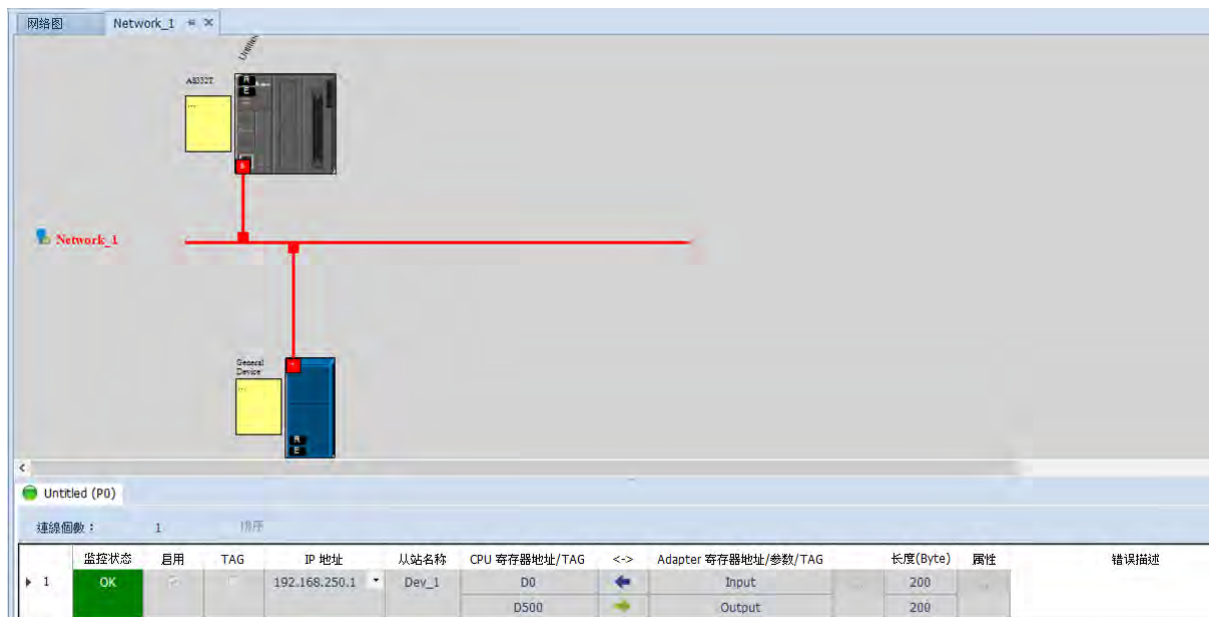 网络图 Network_1
AS332T
Network_1
General
Device
Untitled (P0)
連線個數： 1 排序
监控状态 启用 TAG IP 地址 从站名称 CPU 寄存器地址/TAG <-> Adapter 寄存器地址/参数/TAG 长度(Byte) 属性 错误描述
1 OK 192.168.250.1 Dev_1 D0 Input ... 200 ...
D500 Output 200